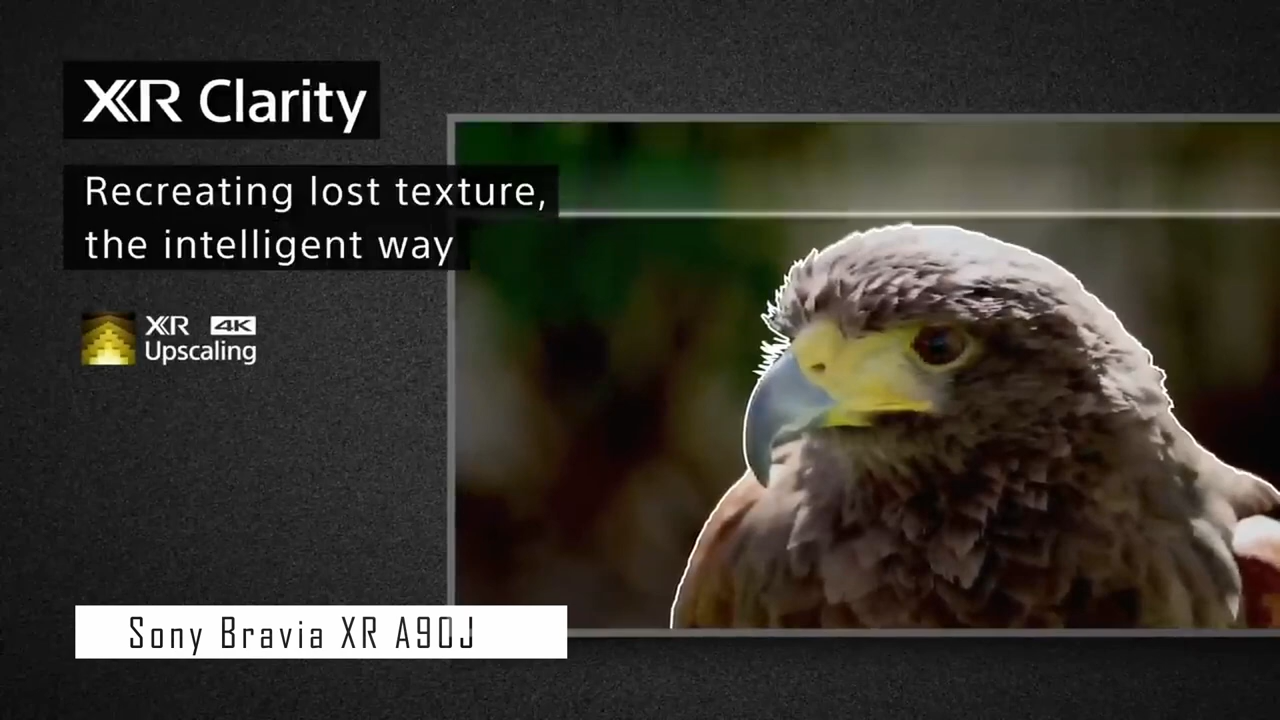 XR Clarity
Recreating lost texture,
the intelligent way
XR 4K
Upscaling
Sony Bravia XR A90J